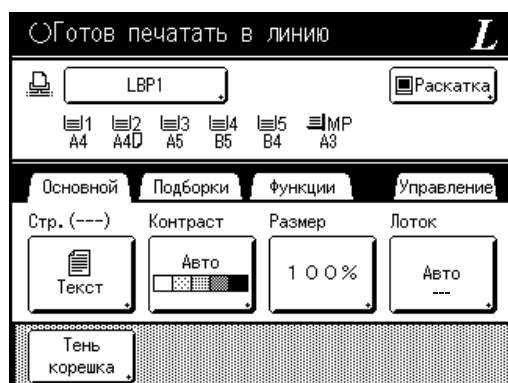 Готов печатать в линию L
LBP1 Раскатка
1 2 3 4 5 MP
A4 A4 A5 B5 B4 A3
Основной Подборки Функции Управление
Стр.(---) Контраст Размер Лоток
Текст Авто 100% Авто
---
Тень
корешка